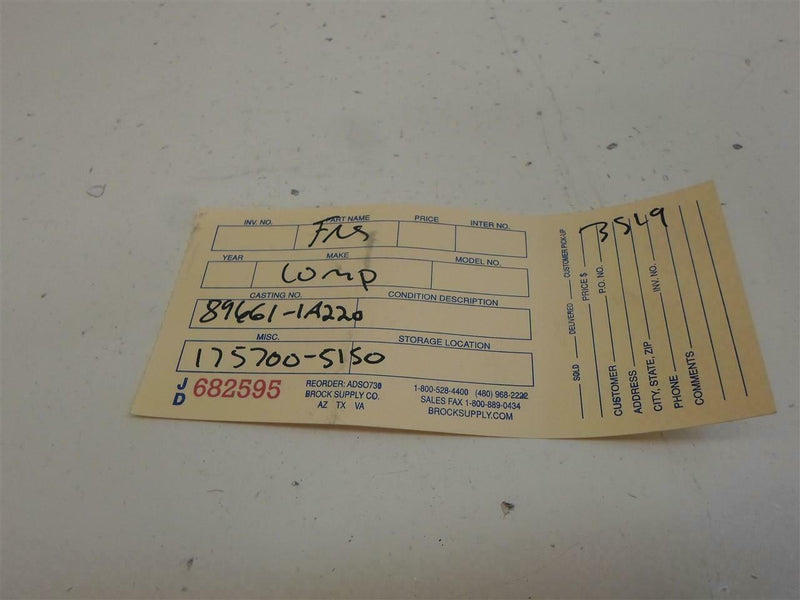 INV. NO. PART NAME PRICE INTER NO.
Eng
YEAR MAKE MODEL NO.
Comp
CASTING NO. CONDITION DESCRIPTION
89661-1A220
MISC. STORAGE LOCATION
175700-5150
JD 682595
REORDER: ADSO730
BROCK SUPPLY CO.
AZ TX VA
1-800-528-4400 (480) 968-2222
SALES FAX 1-800-889-0434
BROCKSUPPLY.COM
SOLD DELIVERED CUSTOMER PICK-UP
PRICE $
P.O. NO.
CUSTOMER
ADDRESS
CITY, STATE, ZIP INV. NO.
PHONE
COMMENTS
3549